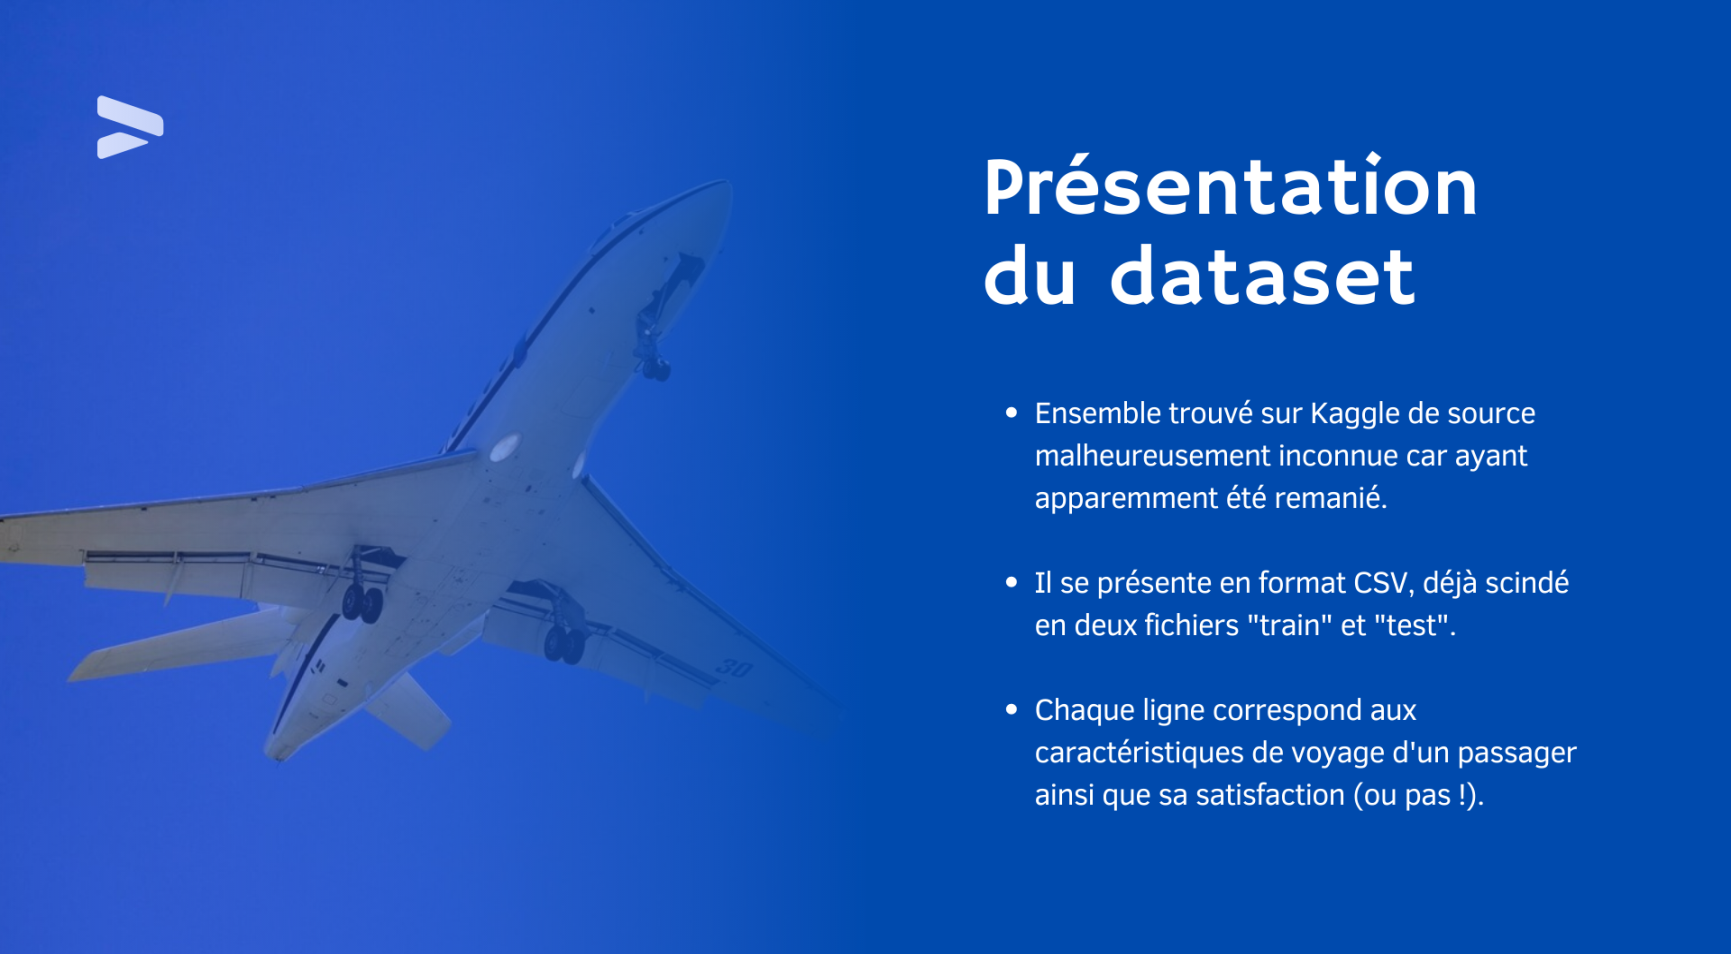 Présentation
du dataset
• Ensemble trouvé sur Kaggle de source
malheureusement inconnue car ayant
apparemment été remanié.
• Il se présente en format CSV, déjà scindé
en deux fichiers "train" et "test".
• Chaque ligne correspond aux
caractéristiques de voyage d'un passager
ainsi que sa satisfaction (ou pas !).
30